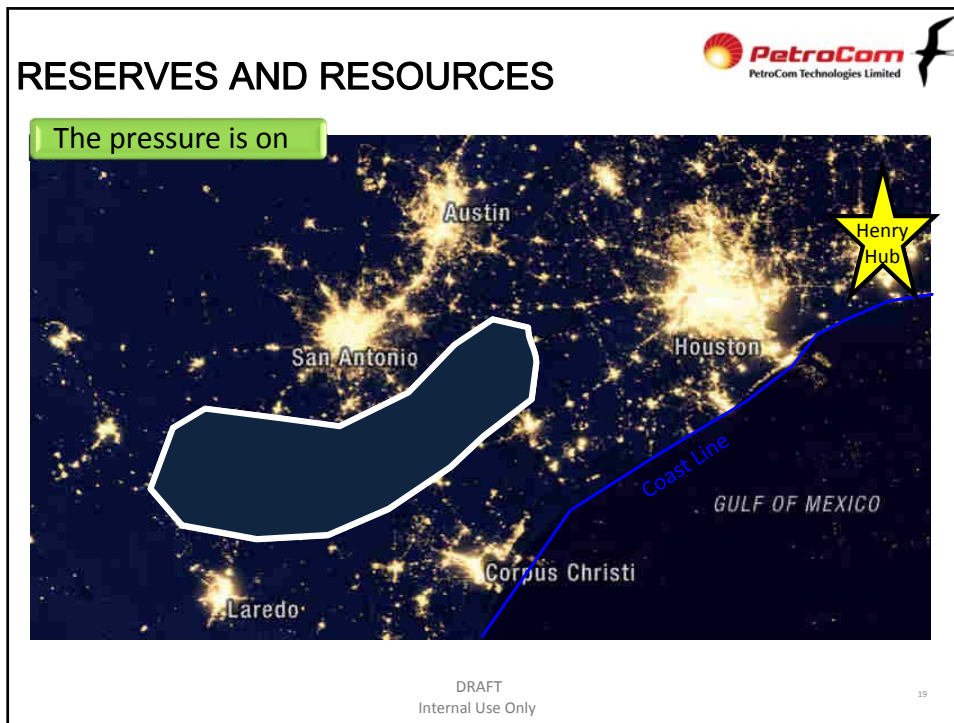 PetroCom
PetroCom Technologies Limited
RESERVES AND RESOURCES
The pressure is on
Austin
Henry
Hub
San Antonio
Houston
Coast Line
GULF OF MEXICO
Corpus Christi
Laredo
DRAFT
Internal Use Only
19